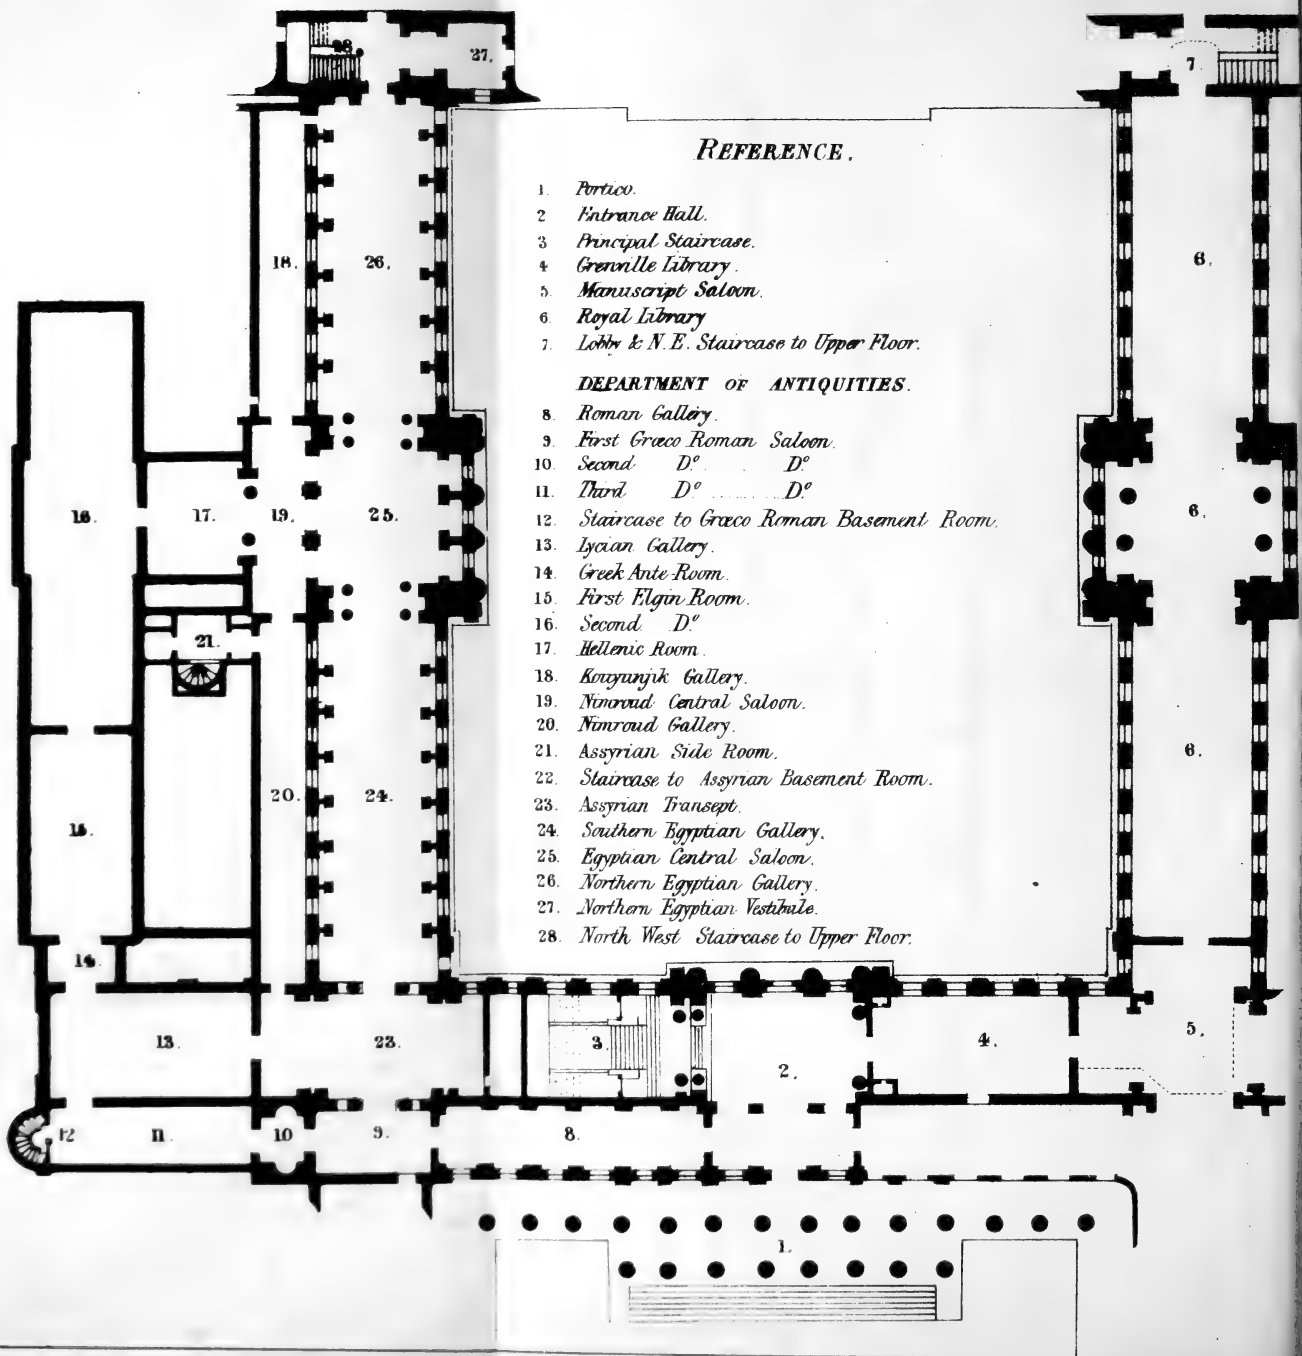 28.
27.
7.
REFERENCE.
1. Portico.
2 Entrance Hall.
3 Principal Staircase.
4 Grenville Library.
5. Manuscript Saloon.
6 Royal Library
7. Lobby & N.E. Staircase to Upper Floor.
DEPARTMENT OF ANTIQUITIES.
8. Roman Gallery.
9. First Græco Roman Saloon.
10. Second Dº. Dº
11. Third Dº ......... Dº
12. Staircase to Græco Roman Basement Room.
13. Lycian Gallery.
14. Greek Ante-Room.
15. First Elgin Room.
16. Second Dº
17. Hellenic Room.
18. Kouyunjik Gallery.
19. Nimroud Central Saloon.
20. Nimroud Gallery.
21. Assyrian Side Room.
22. Staircase to Assyrian Basement Room.
23. Assyrian Transept.
24. Southern Egyptian Gallery.
25. Egyptian Central Saloon.
26. Northern Egyptian Gallery.
27. Northern Egyptian Vestibule.
28. North West Staircase to Upper Floor.
18.
26.
6.
16.
17.
19.
25.
6.
21.
6.
20.
24.
15.
14.
13.
23.
3.
2.
4.
5.
12
11.
10
9.
8.
1.